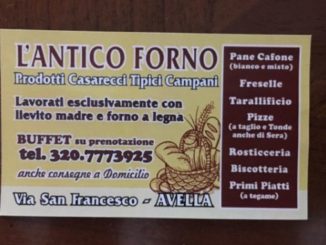 L'ANTICO FORNO
Prodotti Casarecci Tipici Campani
Lavorati esclusivamente con
lievito madre e forno a legna
BUFFET su prenotazione
tel. 320.7773925
anche consegne a Domicilio
Via San Francesco - AVELLA
Pane Cafone
(bianco e misto)
Freselle
Tarallificio
Pizze
(a taglio e Tonde
anche di Sera)
Rosticceria
Biscotteria
Primi Piatti
(a tegame)